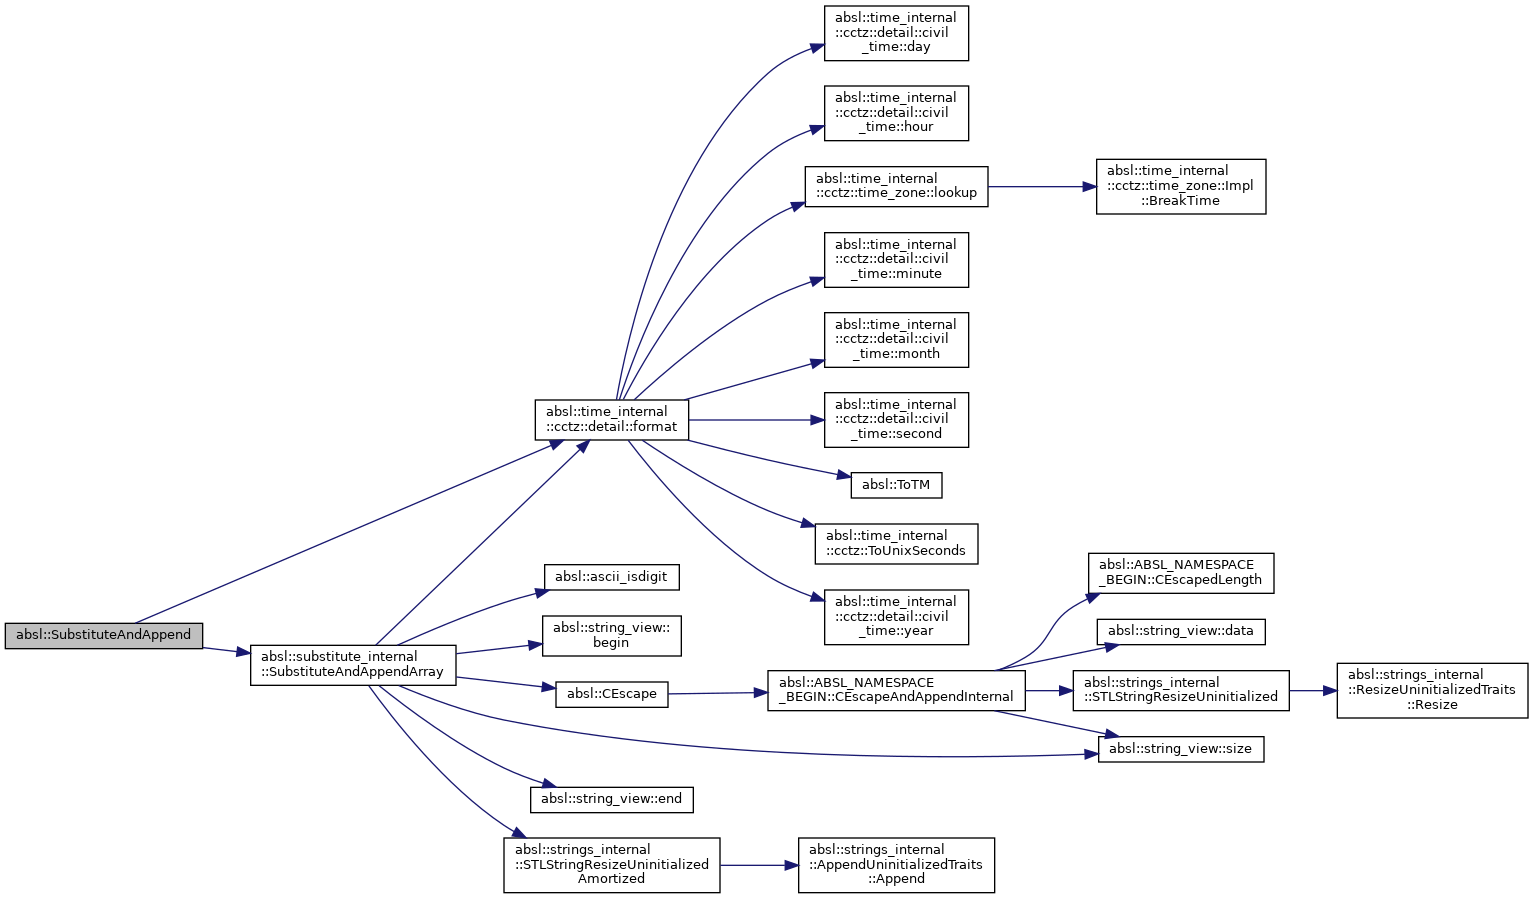 absl::time_internal
::cctz::detail::civil
_time::day
absl::time_internal
::cctz::detail::civil
_time::hour
absl::time_internal
::cctz::time_zone::lookup
absl::time_internal
::cctz::time_zone::Impl
::BreakTime
absl::time_internal
::cctz::detail::civil
_time::minute
absl::time_internal
::cctz::detail::civil
_time::month
absl::time_internal
::cctz::detail::format
absl::time_internal
::cctz::detail::civil
_time::second
absl::ToTM
absl::time_internal
::cctz::ToUnixSeconds
absl::time_internal
::cctz::detail::civil
_time::year
absl::SubstituteAndAppend
absl::substitute_internal
::SubstituteAndAppendArray
absl::ascii_isdigit
absl::string_view::
begin
absl::CEscape
absl::ABSL_NAMESPACE
_BEGIN::CEscapeAndAppendInternal
absl::ABSL_NAMESPACE
_BEGIN::CEscapedLength
absl::string_view::data
absl::strings_internal
::STLStringResizeUninitialized
absl::strings_internal
::ResizeUninitializedTraits
::Resize
absl::string_view::size
absl::string_view::end
absl::strings_internal
::STLStringResizeUninitialized
Amortized
absl::strings_internal
::AppendUninitializedTraits
::Append